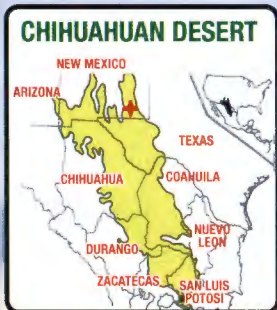 CHIHUAHUAN DESERT
NEW MEXICO
ARIZONA
TEXAS
CHIHUAHUA
COAHUILA
NUEVO
LEON
DURANGO
ZACATECAS
SAN LUIS
POTOSI